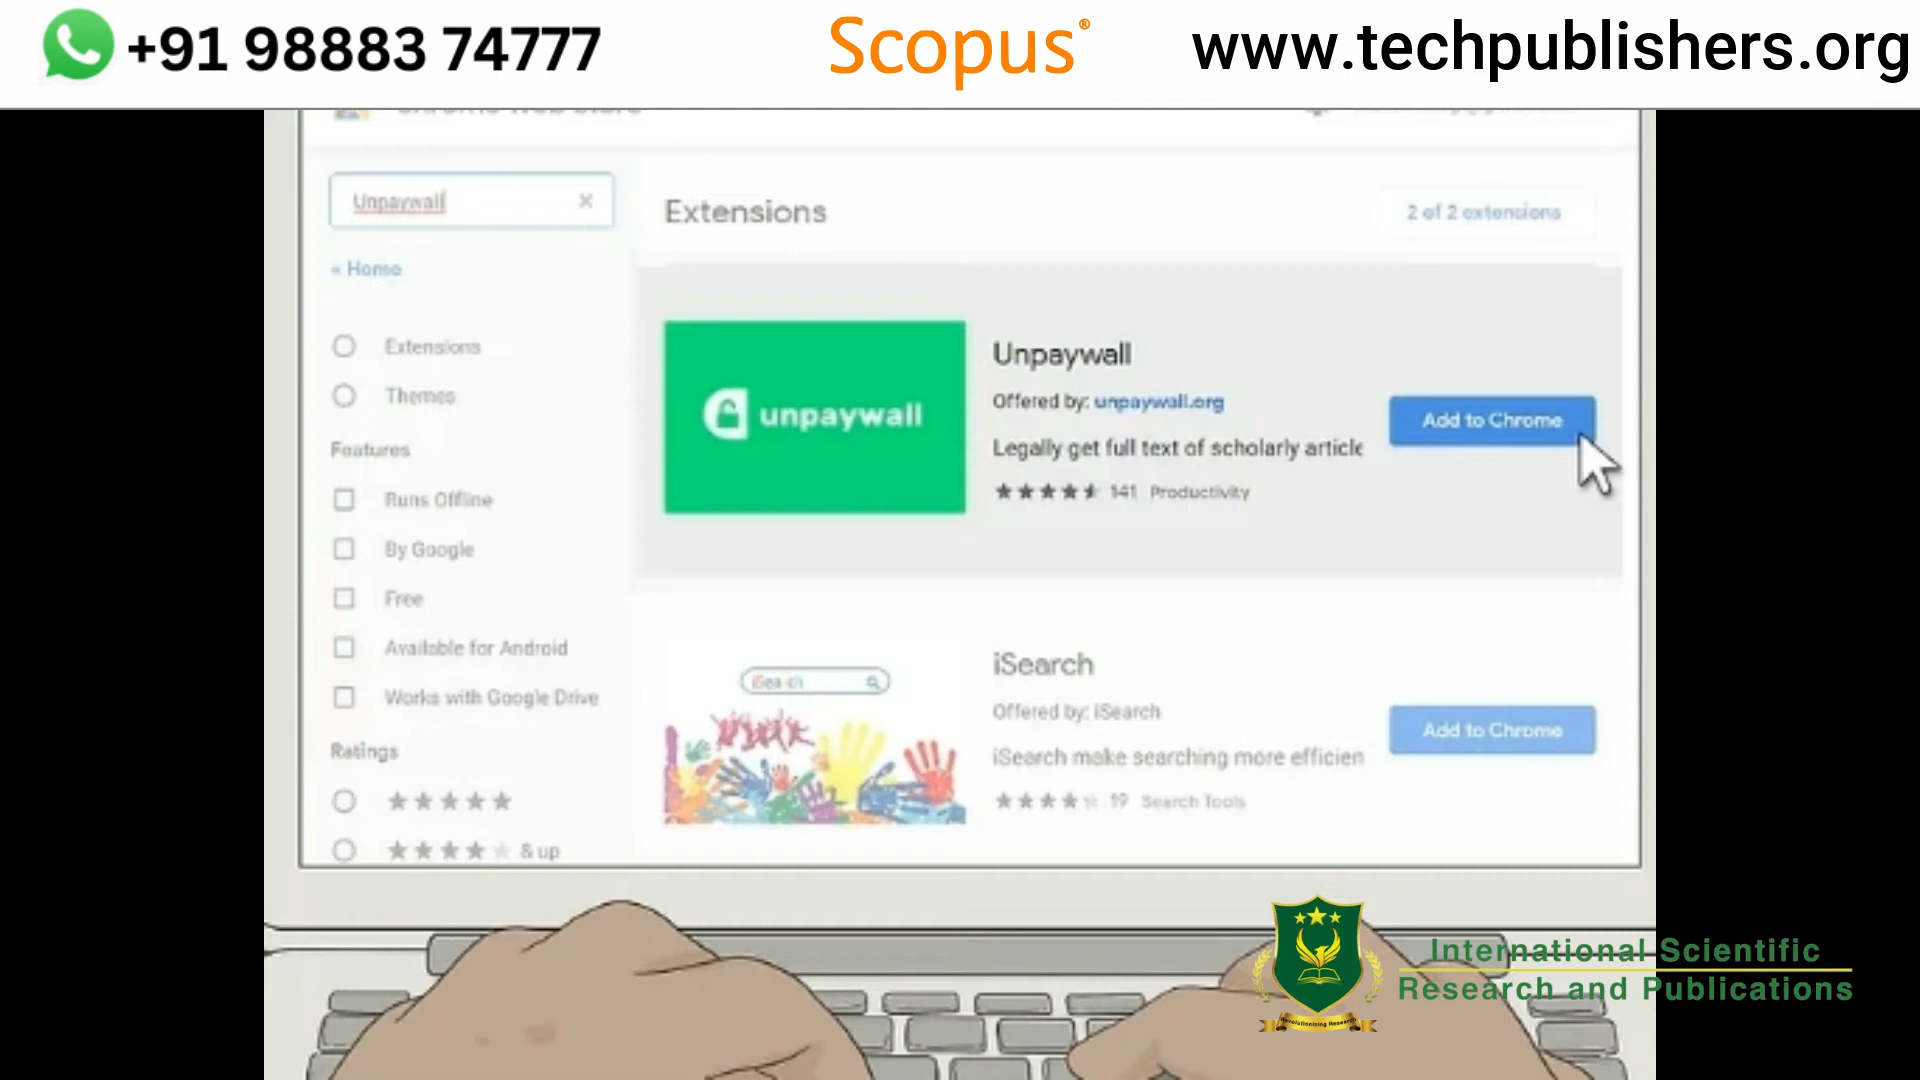 +91 98883 74777
Scopus®
www.techpublishers.org
Unpaywall
Extensions
2 of 2 extensions
« Home
Extensions
Themes
Features
Runs Offline
By Google
Free
Available for Android
Works with Google Drive
Ratings
& up
unpaywall
Unpaywall
Offered by: unpaywall.org
Legally get full text of scholarly article
141 Productivity
Add to Chrome
iSearch
iSearch
Offered by: iSearch
iSearch make searching more efficien
19 Search Tools
Add to Chrome
International Scientific
Research and Publications
Revolutionizing Research